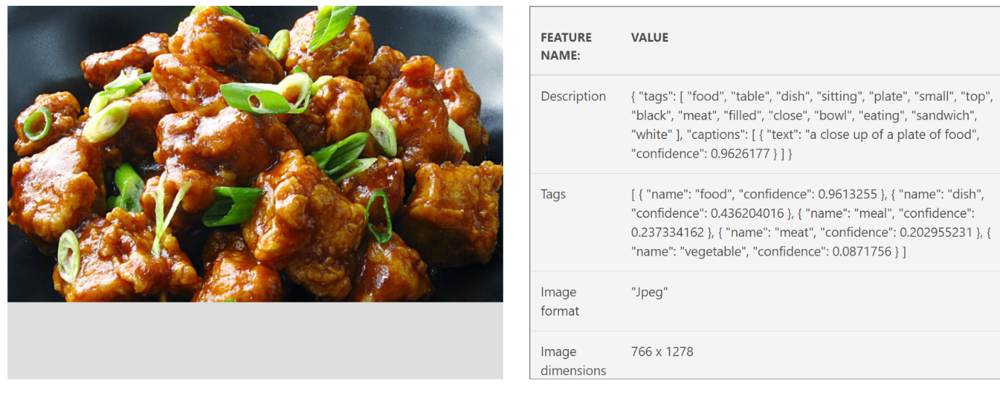 FEATURE NAME: VALUE
Description { "tags": [ "food", "table", "dish", "sitting", "plate", "small", "top",
"black", "meat", "filled", "close", "bowl", "eating", "sandwich",
"white" ], "captions": [ { "text": "a close up of a plate of food",
"confidence": 0.9626177 } ] }
Tags [ { "name": "food", "confidence": 0.9613255 }, { "name": "dish",
"confidence": 0.436204016 }, { "name": "meal", "confidence":
0.237334162 }, { "name": "meat", "confidence": 0.202955231 }, {
"name": "vegetable", "confidence": 0.0871756 } ]
Image format "Jpeg"
Image dimensions 766 x 1278